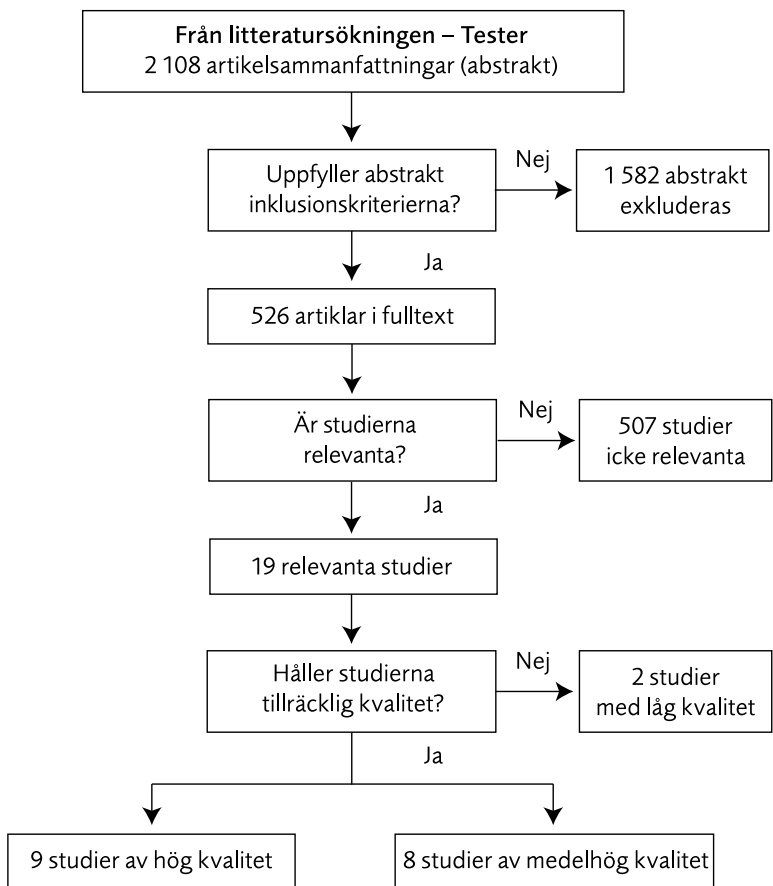 Från litteratursökningen – Tester
2 108 artikelsammanfattningar (abstrakt)
Uppfyller abstrakt
inklusionskriterierna?
Nej
1 582 abstrakt
exkluderas
Ja
526 artiklar i fulltext
Är studierna
relevanta?
Nej
507 studier
icke relevanta
Ja
19 relevanta studier
Håller studierna
tillräcklig kvalitet?
Nej
2 studier
med låg kvalitet
Ja
9 studier av hög kvalitet
8 studier av medelhög kvalitet